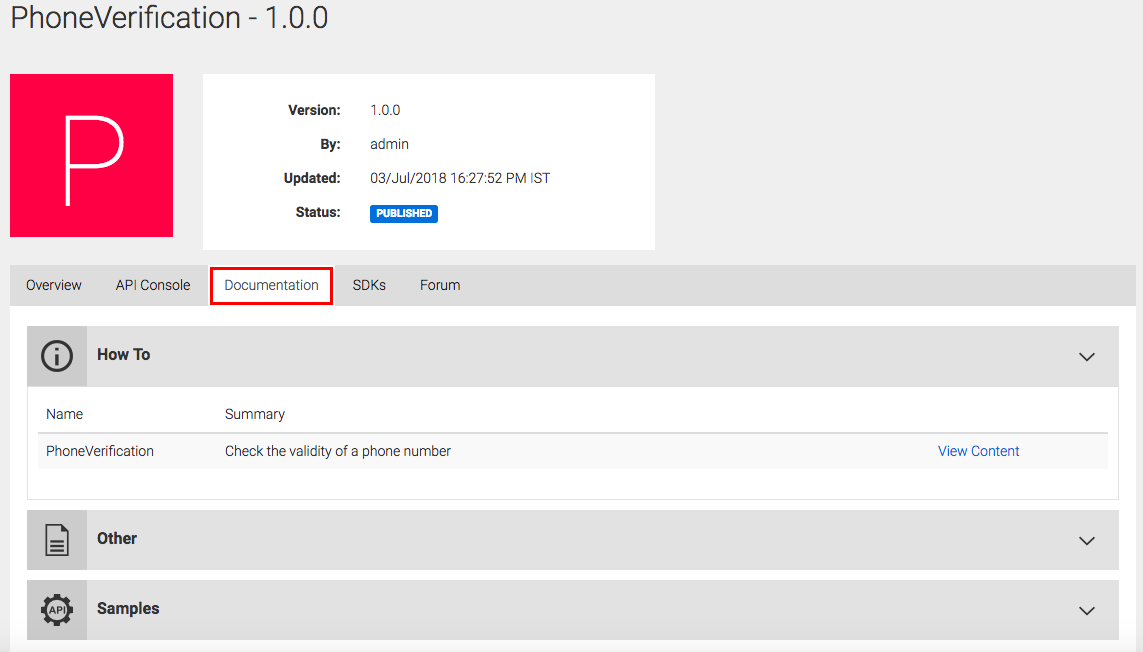 PhoneVerification - 1.0.0
P
Version: 1.0.0
By: admin
Updated: 03/Jul/2018 16:27:52 PM IST
Status: PUBLISHED
Overview API Console Documentation SDKs Forum
How To
Name Summary
PhoneVerification Check the validity of a phone number View Content
Other
API Samples